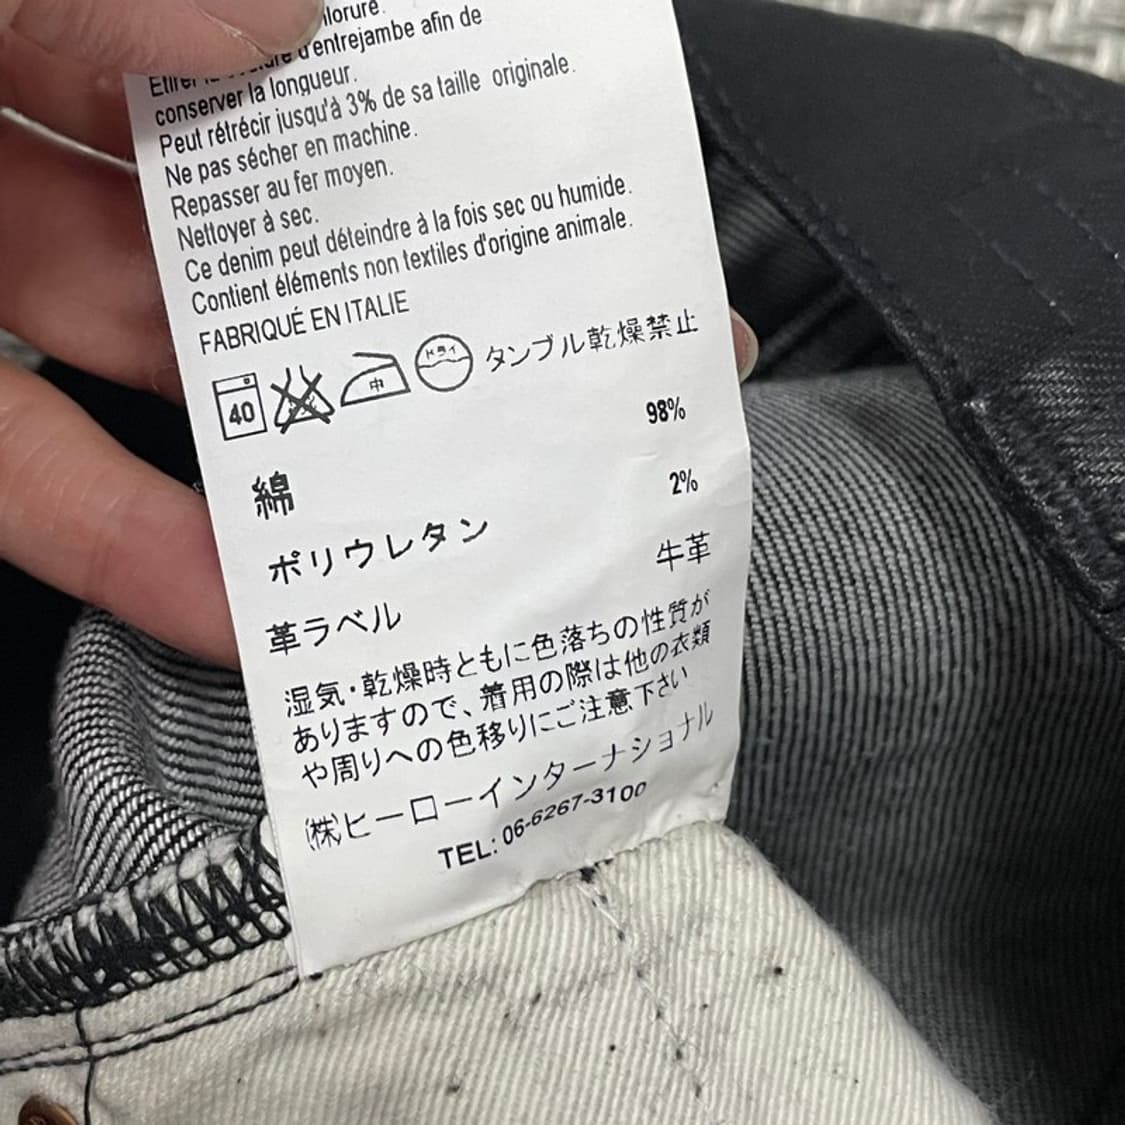 d'entrejambe afin de
conserver la longueur.
Peut rétrécir jusqu'à 3% de sa taille originale.
Ne pas sécher en machine.
Repasser au fer moyen.
Nettoyer à sec.
Ce denim peut déteindre à la fois sec ou humide.
Contient éléments non textiles d'origine animale.
FABRIQUÉ EN ITALIE
40 中 ドライ タンブル乾燥禁止
綿 98%
ポリウレタン 2%
革ラベル 牛革
湿気・乾燥時ともに色落ちの性質が
ありますので、着用の際は他の衣類
や周りへの色移りにご注意下さい
(株)ヒーローインターナショナル
TEL: 06-6267-3100